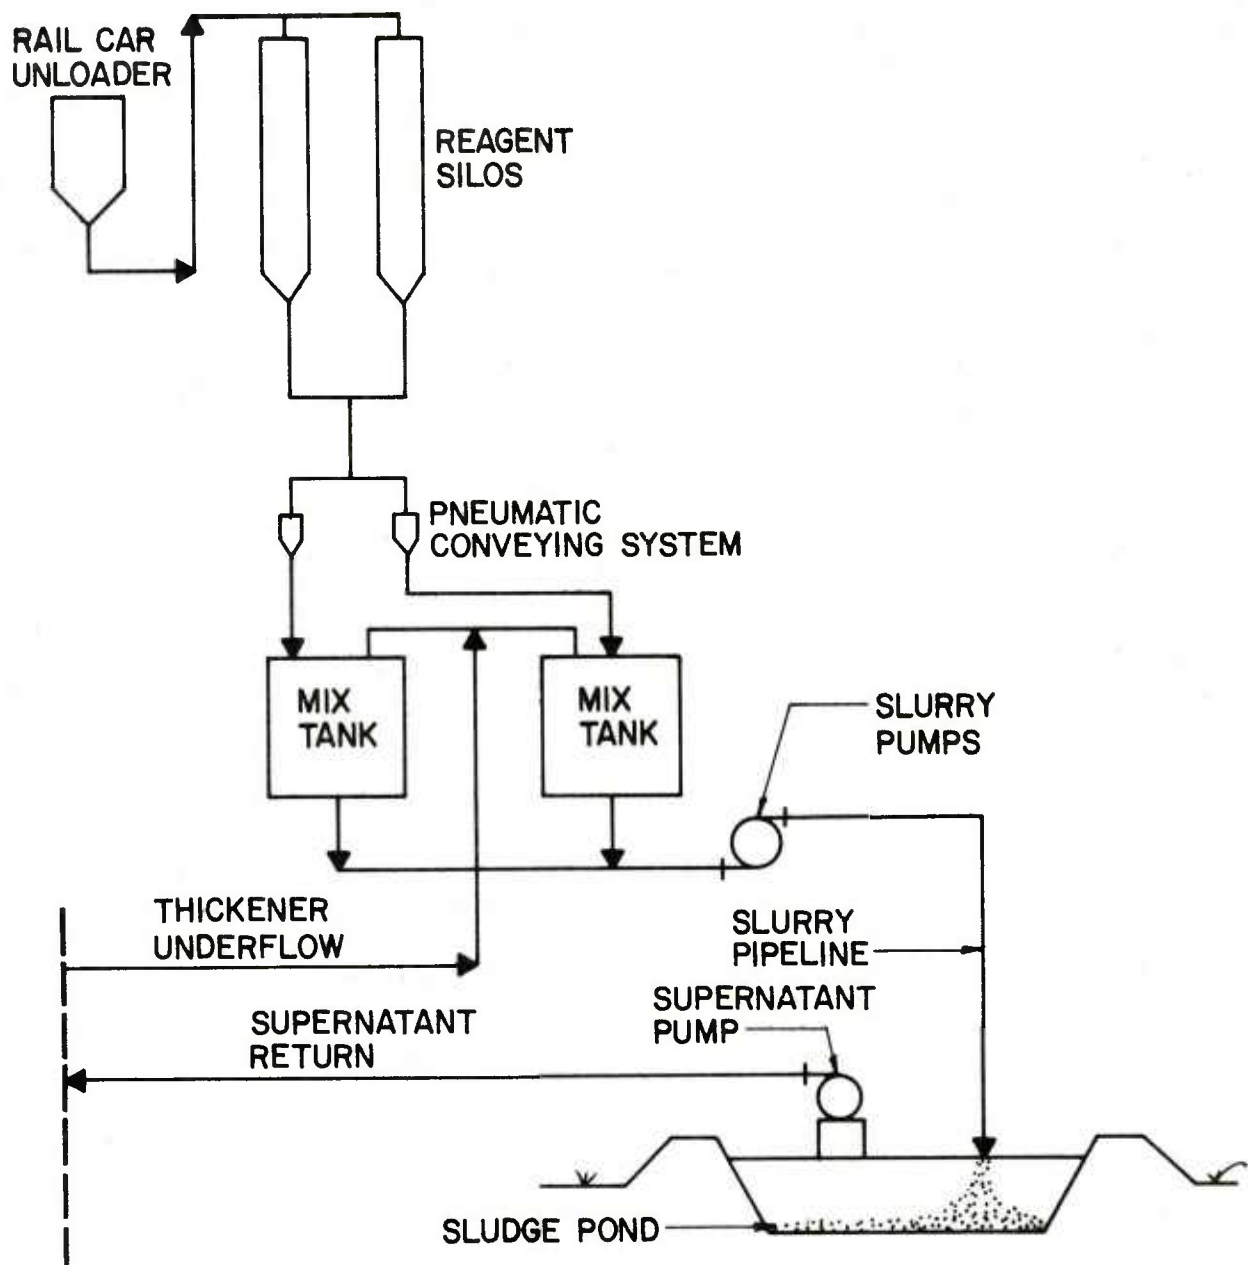 RAIL CAR
UNLOADER
REAGENT
SILOS
PNEUMATIC
CONVEYING SYSTEM
MIX
TANK
MIX
TANK
SLURRY
PUMPS
THICKENER
UNDERFLOW
SLURRY
PIPELINE
SUPERNATANT
PUMP
SUPERNATANT
RETURN
SLUDGE POND